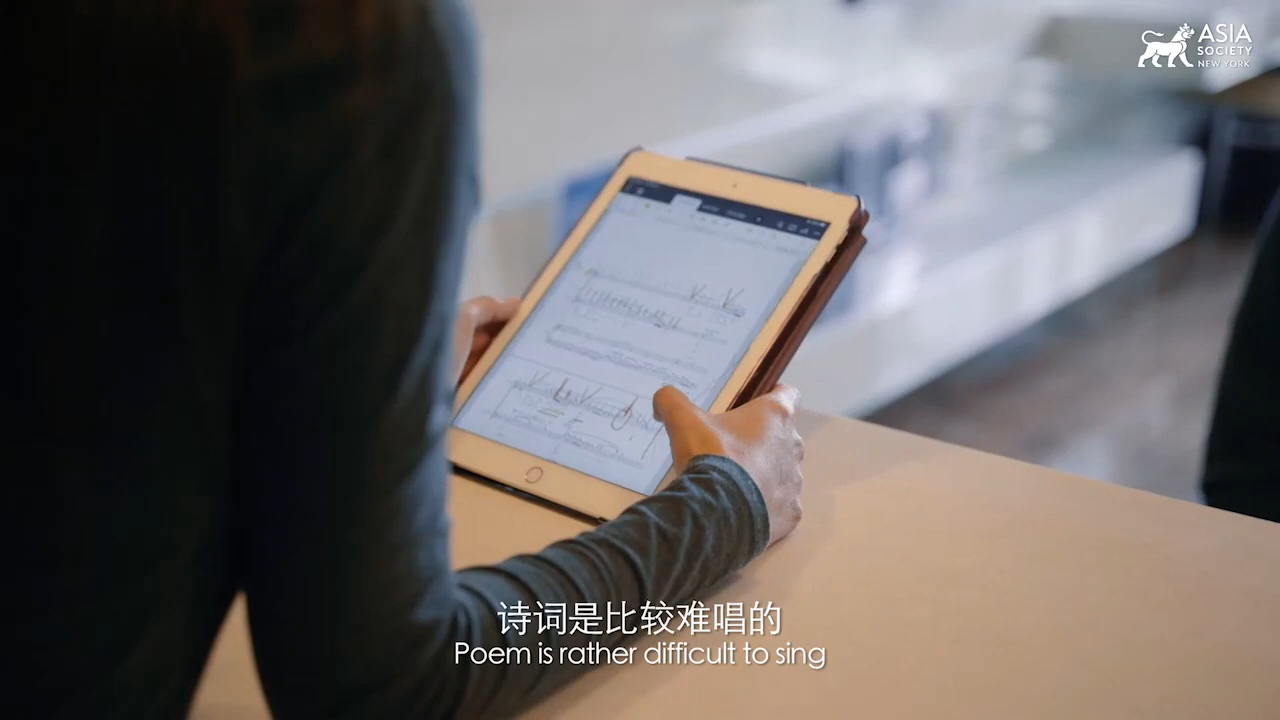 ASIA
SOCIETY
NEW YORK
诗词是比较难唱的
Poem is rather difficult to sing